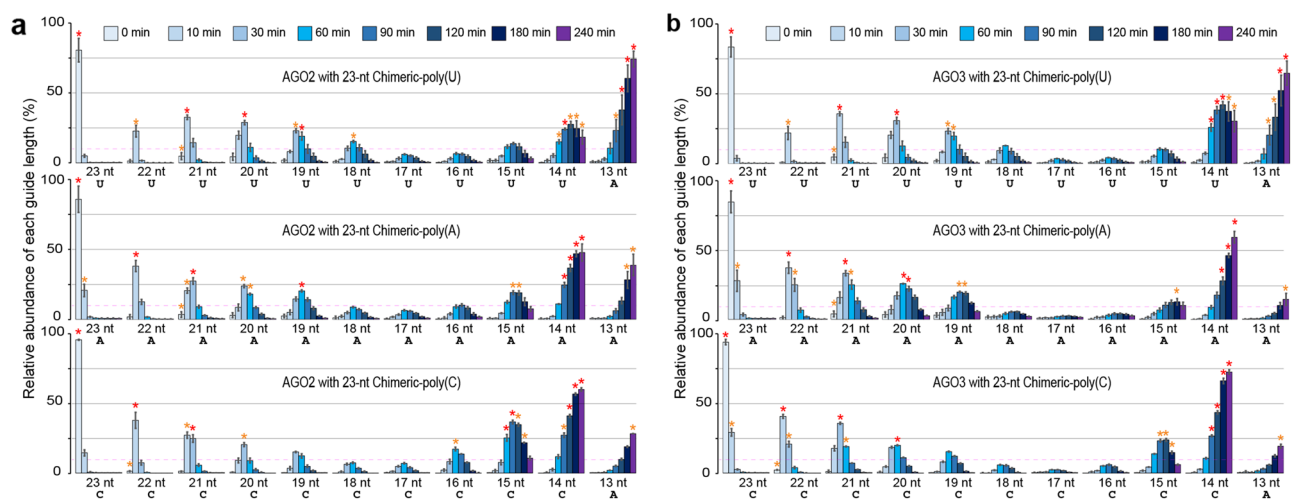 a
Relative abundance of each guide length (%)
0 min 10 min 30 min 60 min 90 min 120 min 180 min 240 min
100
50
0
AGO2 with 23-nt Chimeric-poly(U)
23 nt 22 nt 21 nt 20 nt 19 nt 18 nt 17 nt 16 nt 15 nt 14 nt 13 nt
U U U U U U U U U U A
100
50
0
AGO2 with 23-nt Chimeric-poly(A)
23 nt 22 nt 21 nt 20 nt 19 nt 18 nt 17 nt 16 nt 15 nt 14 nt 13 nt
A A A A A A A A A A A
100
50
0
AGO2 with 23-nt Chimeric-poly(C)
23 nt 22 nt 21 nt 20 nt 19 nt 18 nt 17 nt 16 nt 15 nt 14 nt 13 nt
C C C C C C C C C C A
b
Relative abundance of each guide length (%)
0 min 10 min 30 min 60 min 90 min 120 min 180 min 240 min
100
50
0
AGO3 with 23-nt Chimeric-poly(U)
23 nt 22 nt 21 nt 20 nt 19 nt 18 nt 17 nt 16 nt 15 nt 14 nt 13 nt
U U U U U U U U U U A
100
50
0
AGO3 with 23-nt Chimeric-poly(A)
23 nt 22 nt 21 nt 20 nt 19 nt 18 nt 17 nt 16 nt 15 nt 14 nt 13 nt
A A A A A A A A A A A
100
50
0
AGO3 with 23-nt Chimeric-poly(C)
23 nt 22 nt 21 nt 20 nt 19 nt 18 nt 17 nt 16 nt 15 nt 14 nt 13 nt
C C C C C C C C C C A